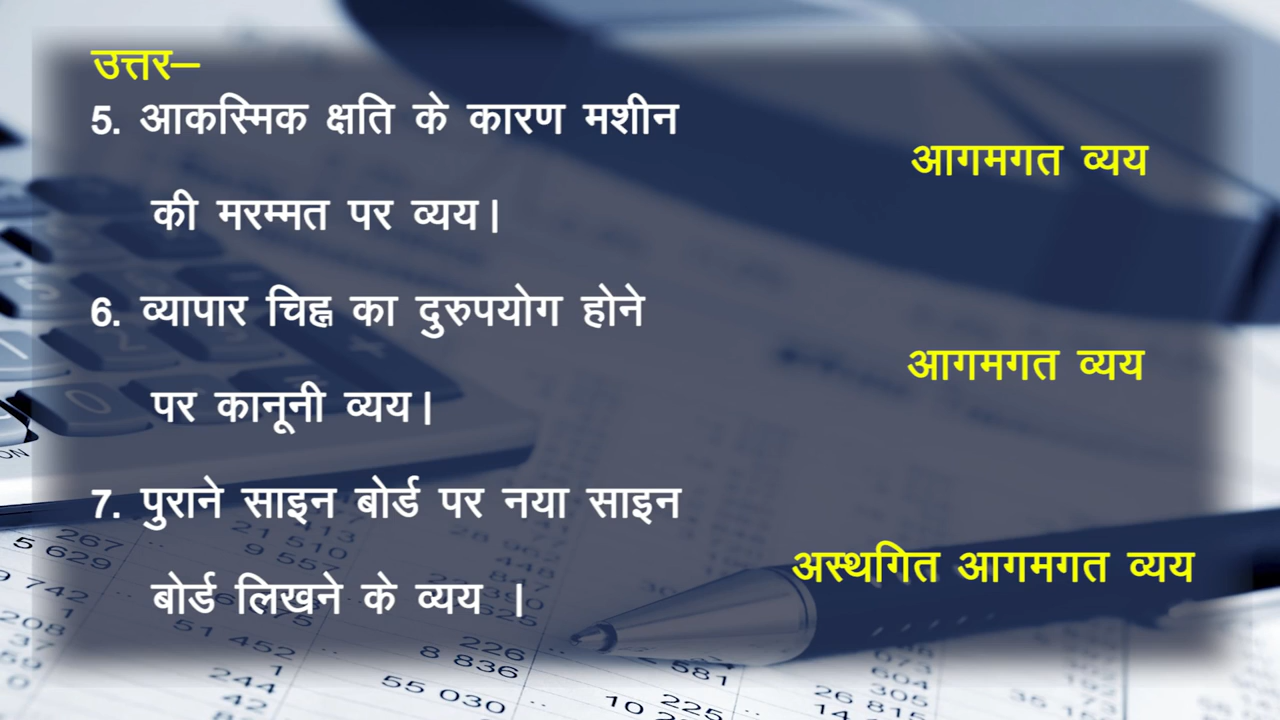 उत्तर–
5. आकस्मिक क्षति के कारण मशीन
आगमगत व्यय
की मरम्मत पर व्यय।
6. व्यापार चिह्न का दुरुपयोग होने
आगमगत व्यय
पर कानूनी व्यय।
7. पुराने साइन बोर्ड पर नया साइन
अस्थगित आगमगत व्यय
बोर्ड लिखने के व्यय ।